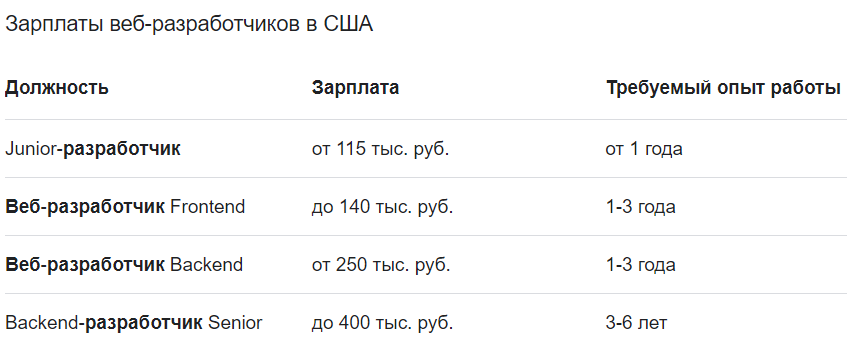 Зарплаты веб-разработчиков в США
Должность Зарплата Требуемый опыт работы
Junior-разработчик от 115 тыс. руб. от 1 года
Веб-разработчик Frontend до 140 тыс. руб. 1-3 года
Веб-разработчик Backend от 250 тыс. руб. 1-3 года
Backend-разработчик Senior до 400 тыс. руб. 3-6 лет